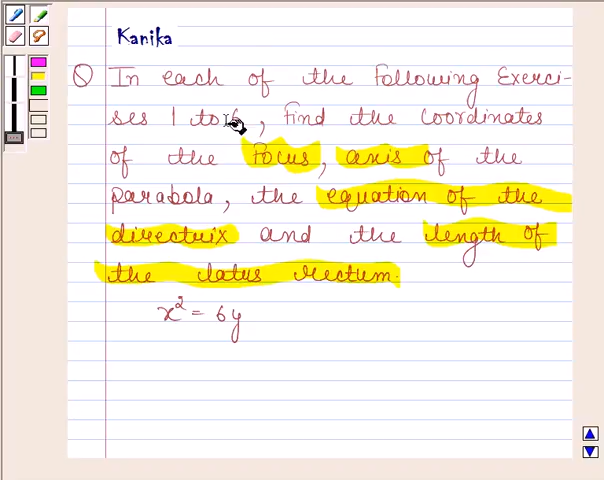 Kanika
Q In each of the following Exerci-
ses 1 to 6, find the coordinates
of the focus, axis of the
parabola, the equation of the
directrix and the length of
the latus rectum.
x² = 6y